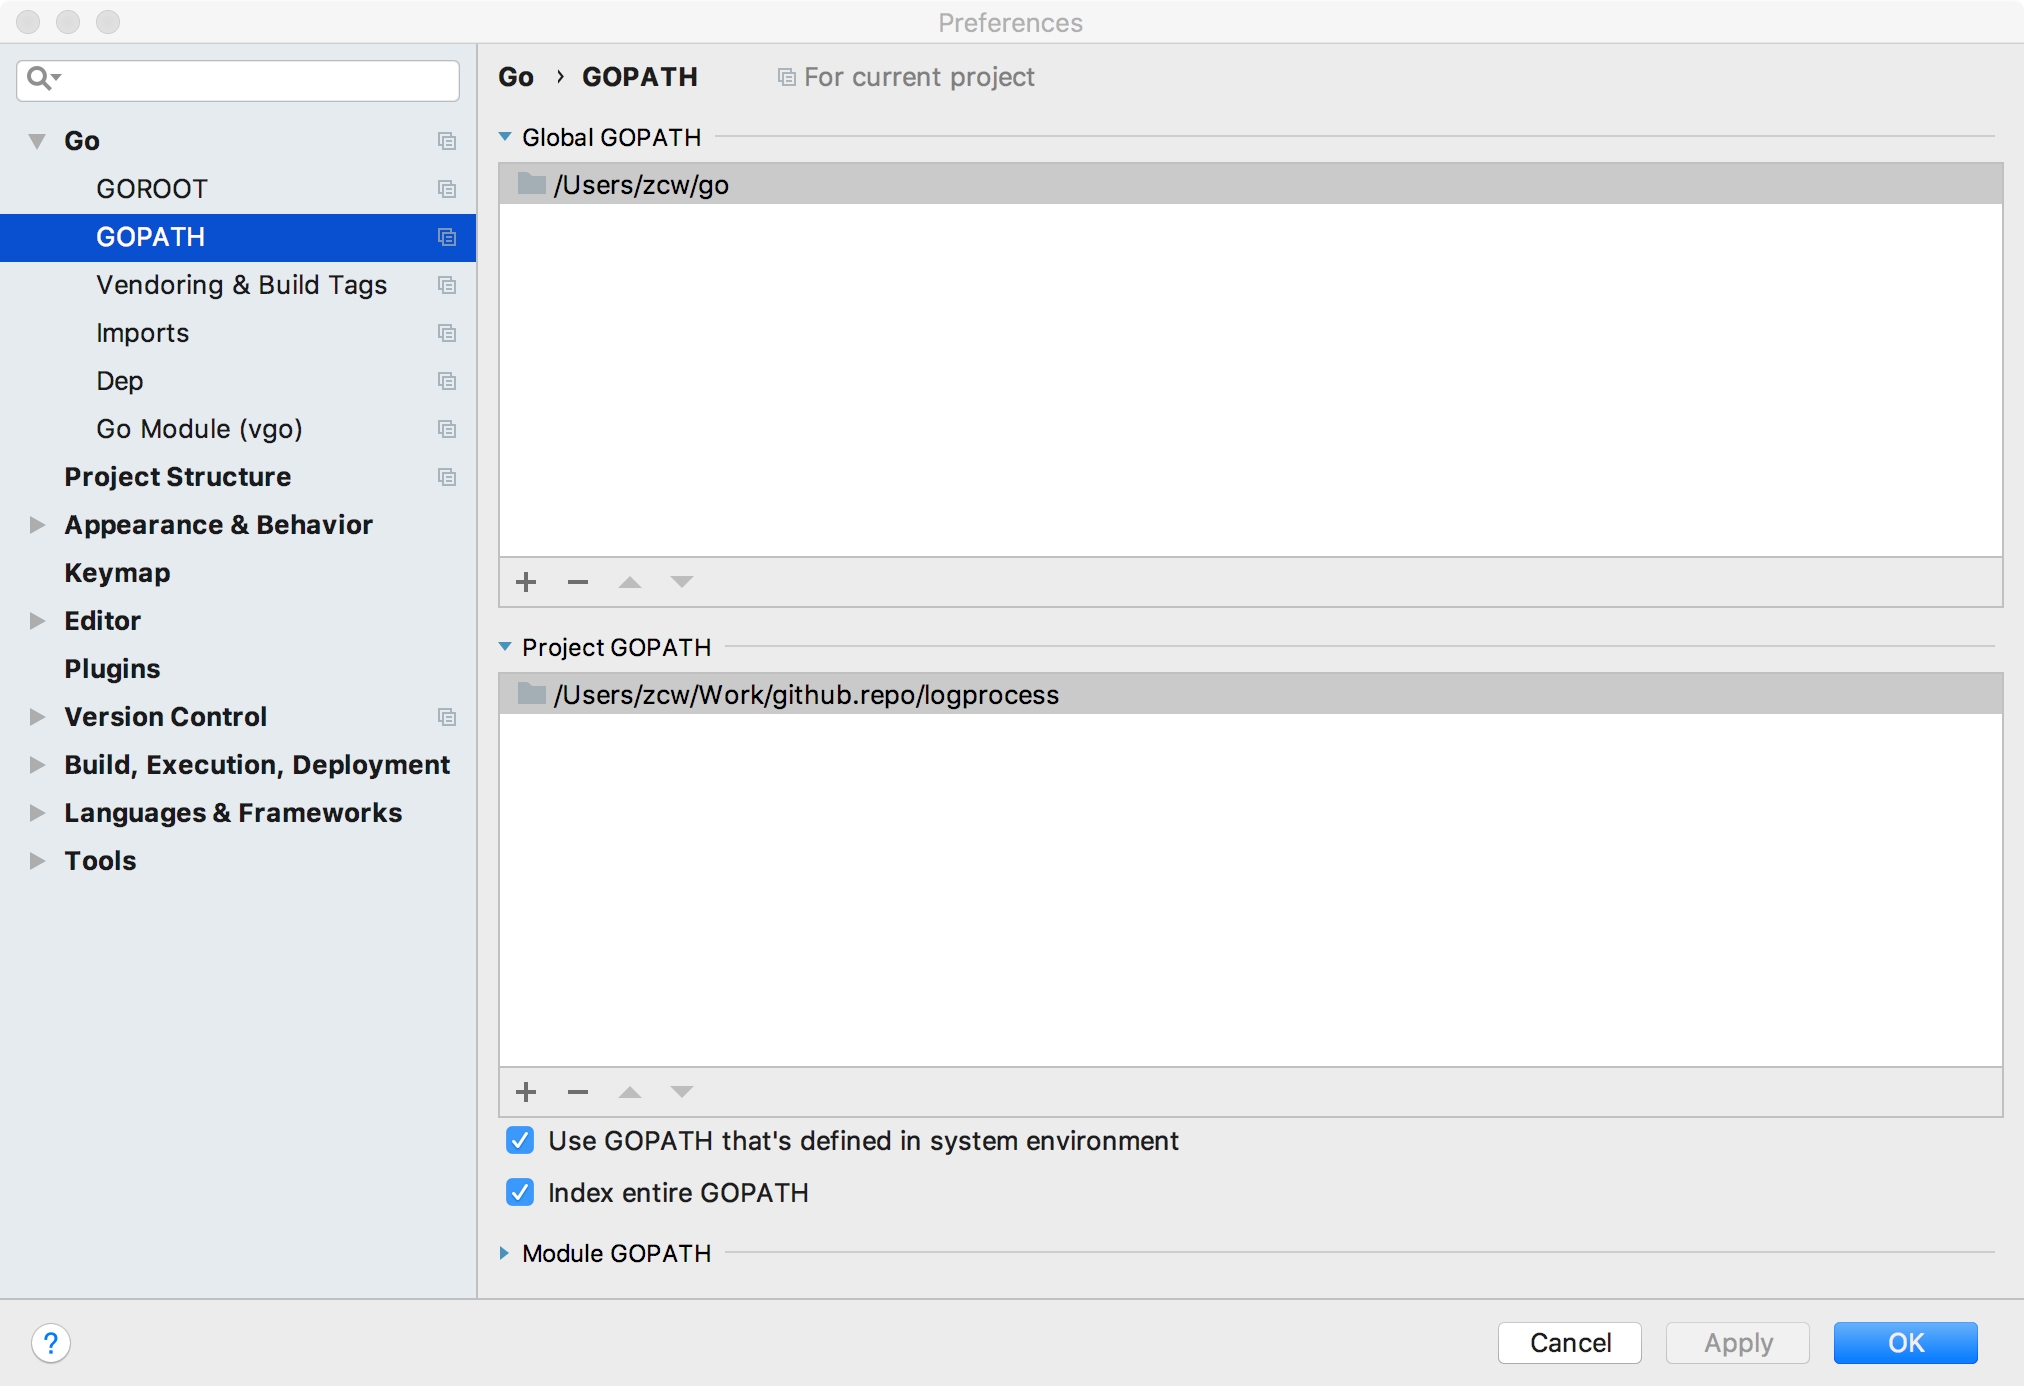 Preferences
Go
GOROOT
GOPATH
Vendoring & Build Tags
Imports
Dep
Go Module (vgo)
Project Structure
Appearance & Behavior
Keymap
Editor
Plugins
Version Control
Build, Execution, Deployment
Languages & Frameworks
Tools
Go › GOPATH For current project
Global GOPATH
/Users/zcw/go
Project GOPATH
/Users/zcw/Work/github.repo/logprocess
Use GOPATH that's defined in system environment
Index entire GOPATH
Module GOPATH
?
Cancel
Apply
OK